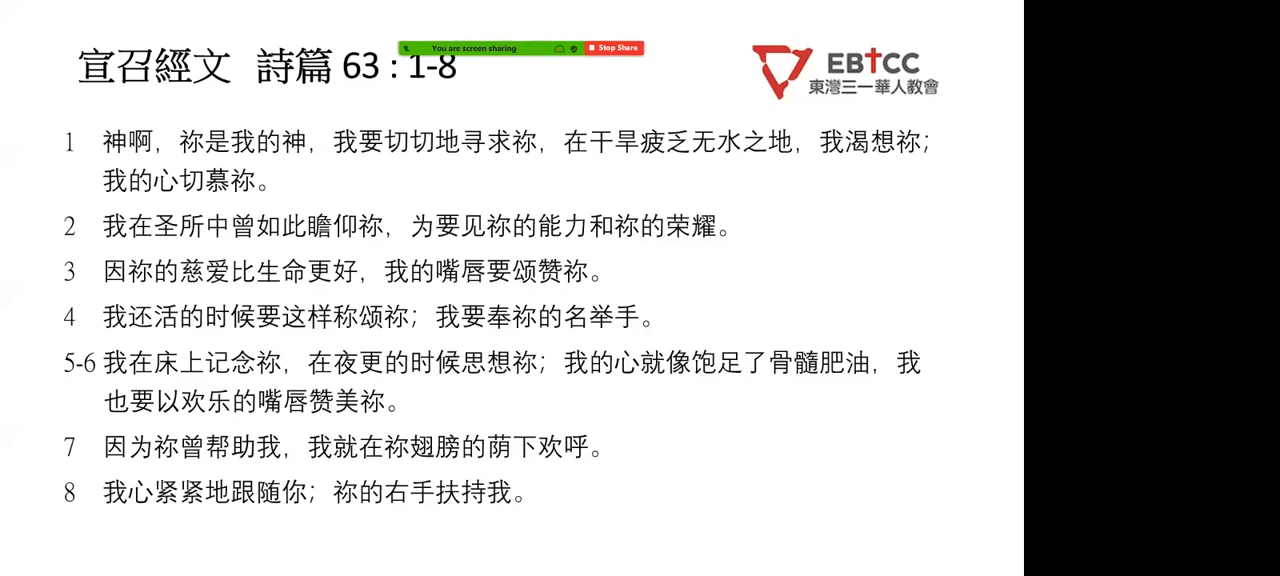 宣召經文 詩篇 63 : 1-8
You are screen sharing
Stop Share
EBTCC
東灣三一華人教會
1 神啊，祢是我的神，我要切切地寻求祢，在干旱疲乏无水之地，我渴想祢；
我的心切慕祢。
2 我在圣所中曾如此瞻仰祢，为要见祢的能力和祢的荣耀。
3 因祢的慈爱比生命更好，我的嘴唇要颂赞祢。
4 我还活的时候要这样称颂祢；我要奉祢的名举手。
5-6 我在床上记念祢，在夜更的时候思想祢；我的心就像饱足了骨髓肥油，我
也要以欢乐的嘴唇赞美祢。
7 因为祢曾帮助我，我就在祢翅膀的荫下欢呼。
8 我心紧紧地跟随你；祢的右手扶持我。